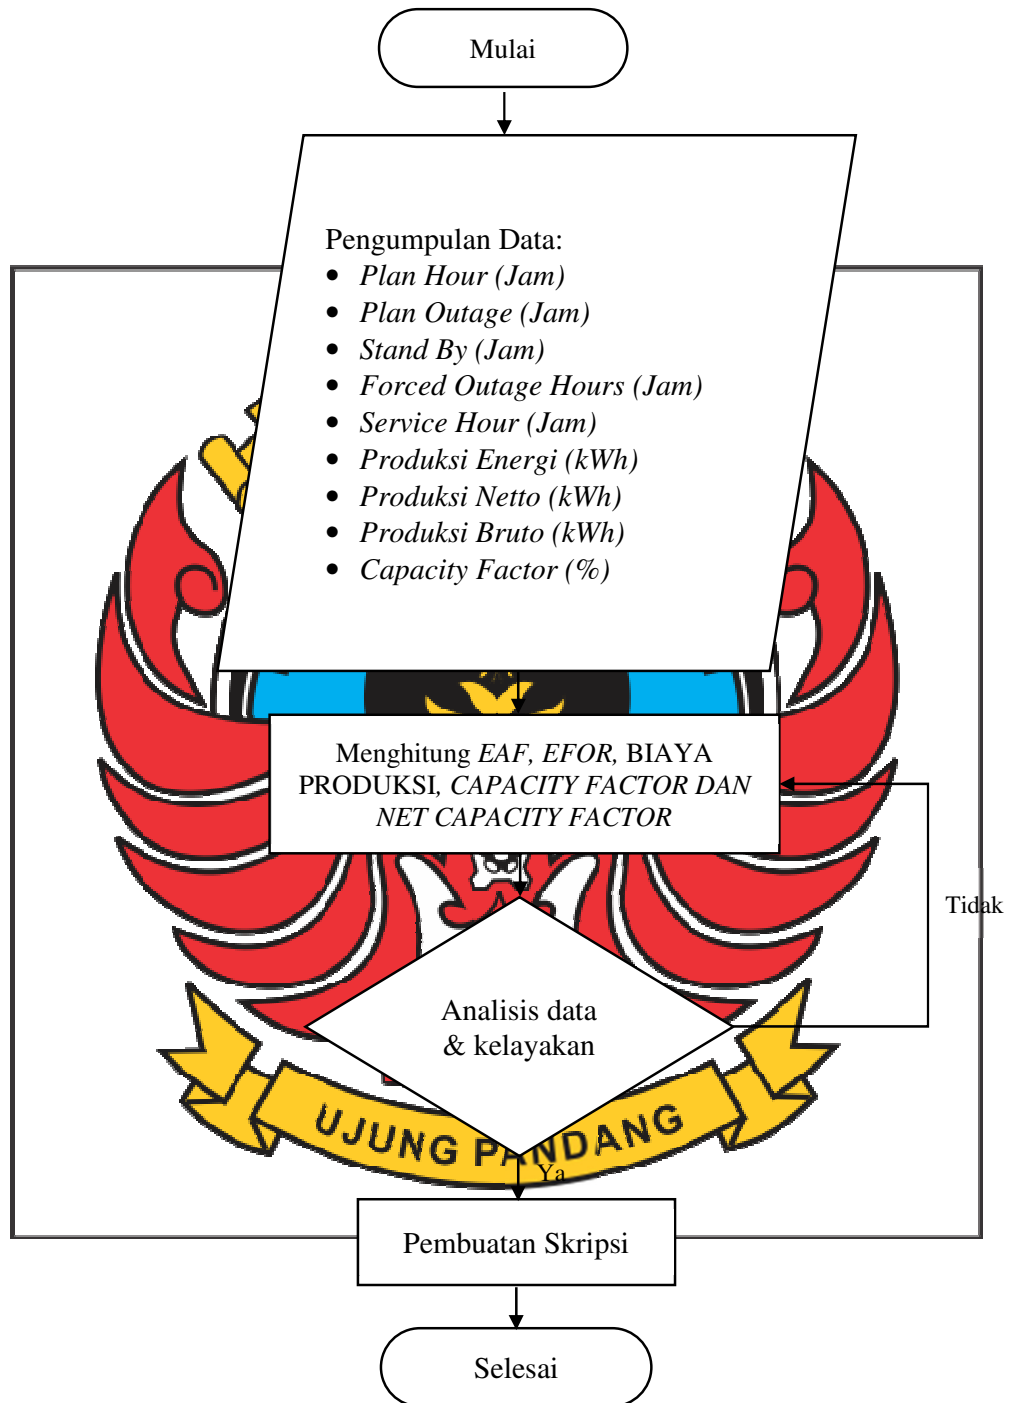 Mulai
Pengumpulan Data:
• Plan Hour (Jam)
• Plan Outage (Jam)
• Stand By (Jam)
• Forced Outage Hours (Jam)
• Service Hour (Jam)
• Produksi Energi (kWh)
• Produksi Netto (kWh)
• Produksi Bruto (kWh)
• Capacity Factor (%)
Menghitung EAF, EFOR, BIAYA
PRODUKSI, CAPACITY FACTOR DAN
NET CAPACITY FACTOR
Tidak
Analisis data
& kelayakan
UJUNG PANDANG
Ya
Pembuatan Skripsi
Selesai